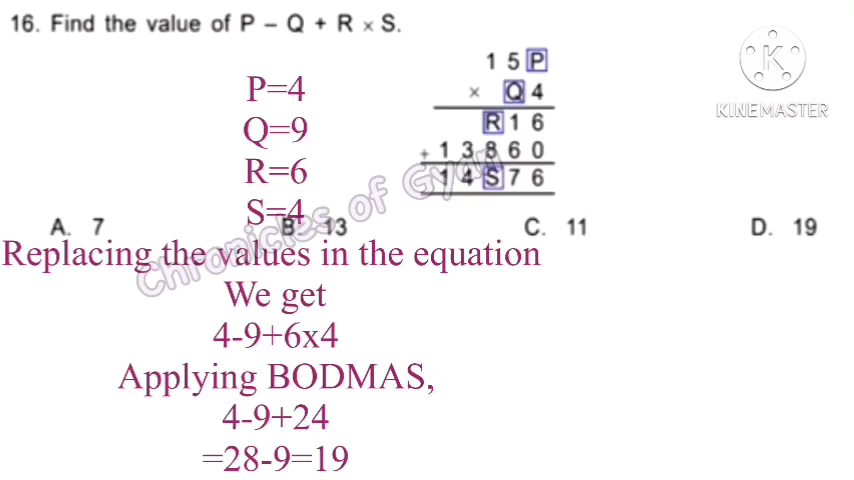 16. Find the value of P – Q + R × S.
1 5 P
× Q 4
R 1 6
+ 1 3 8 6 0
1 4 S 7 6
K
KINEMASTER
P=4
Q=9
R=6
S=4
A. 7 B. 13 C. 11 D. 19
Chronicles of Gyan
Replacing the values in the equation
We get
4-9+6x4
Applying BODMAS,
4-9+24
=28-9=19